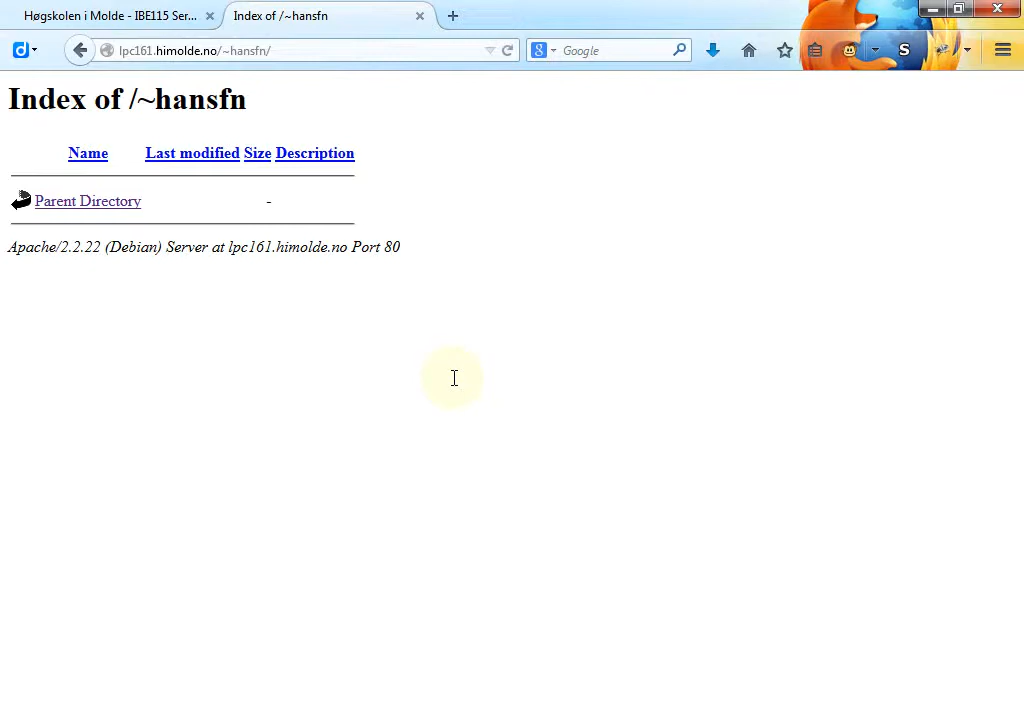 Høgskolen i Molde - IBE115 Ser...
Index of /~hansfn
lpc161.himolde.no/~hansfn/
Google
Index of /~hansfn
Name Last modified Size Description
Parent Directory -
Apache/2.2.22 (Debian) Server at lpc161.himolde.no Port 80